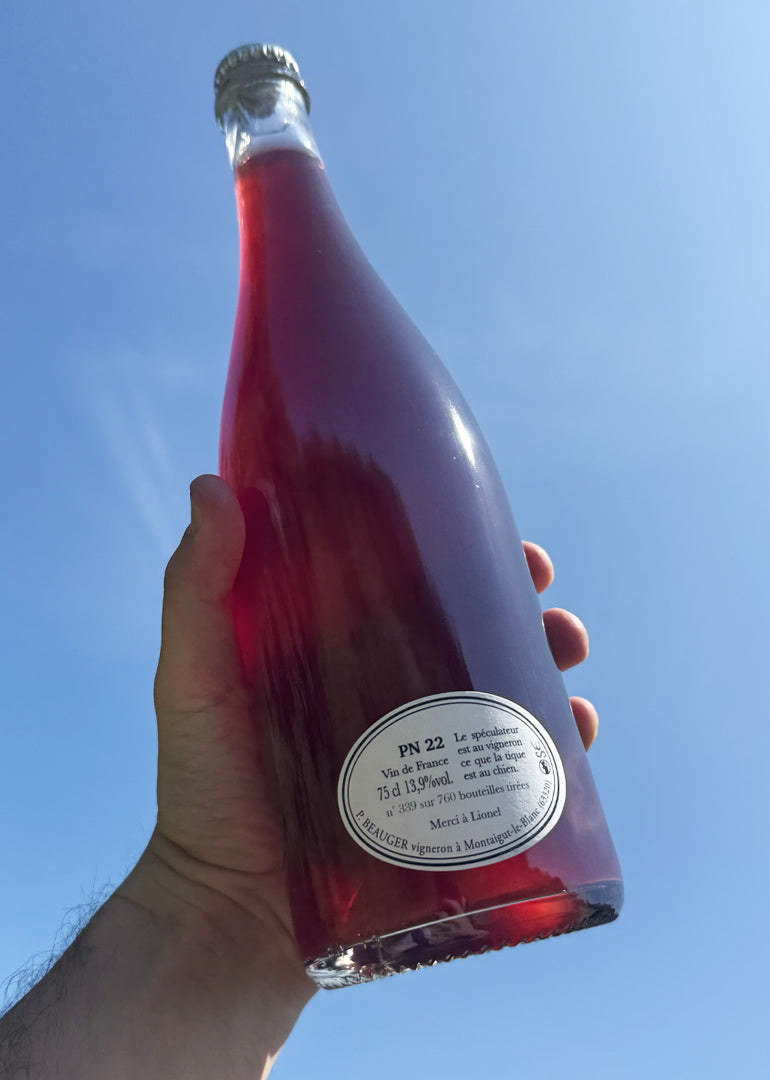 PN 22
Vin de France
75 cl 13,9%vol.
Le spéculateur
est au vigneron
ce que la tique
est au chien.
n° 339 sur 760 bouteilles tirées
Merci à Lionel
P. BEAUGER vigneron à Montaigut-le-Blanc (63320)